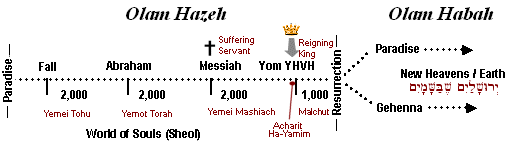 Olam Hazeh
Olam Habah
Suffering
Servant
Reigning
King
Paradise
Fall
Abraham
Messiah
Yom YHVH
Resurrection
2,000
2,000
2,000
1,000
Yemei Tohu
Yemot Torah
Yemei Mashiach
Malchut
Acharit
Ha-Yamim
World of Souls (Sheol)
Paradise
New Heavens / Earth
יְרוּשָׁלַיִם שֶׁבַּשָּׁמָיִם
Gehenna